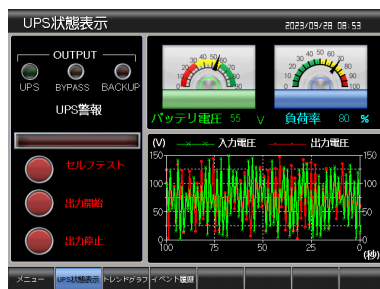 UPS状態表示
2023/09/28 08:53
OUTPUT
UPS BYPASS BACKUP
UPS警報
セルフテスト
出力開始
出力停止
バッテリ電圧 55 V
負荷率 80 %
(V) 入力電圧 出力電圧
150 150
100 100
50 50
0 0
100 75 50 25 0
(秒)
メニュー UPS状態表示 トレンドグラフ イベント履歴